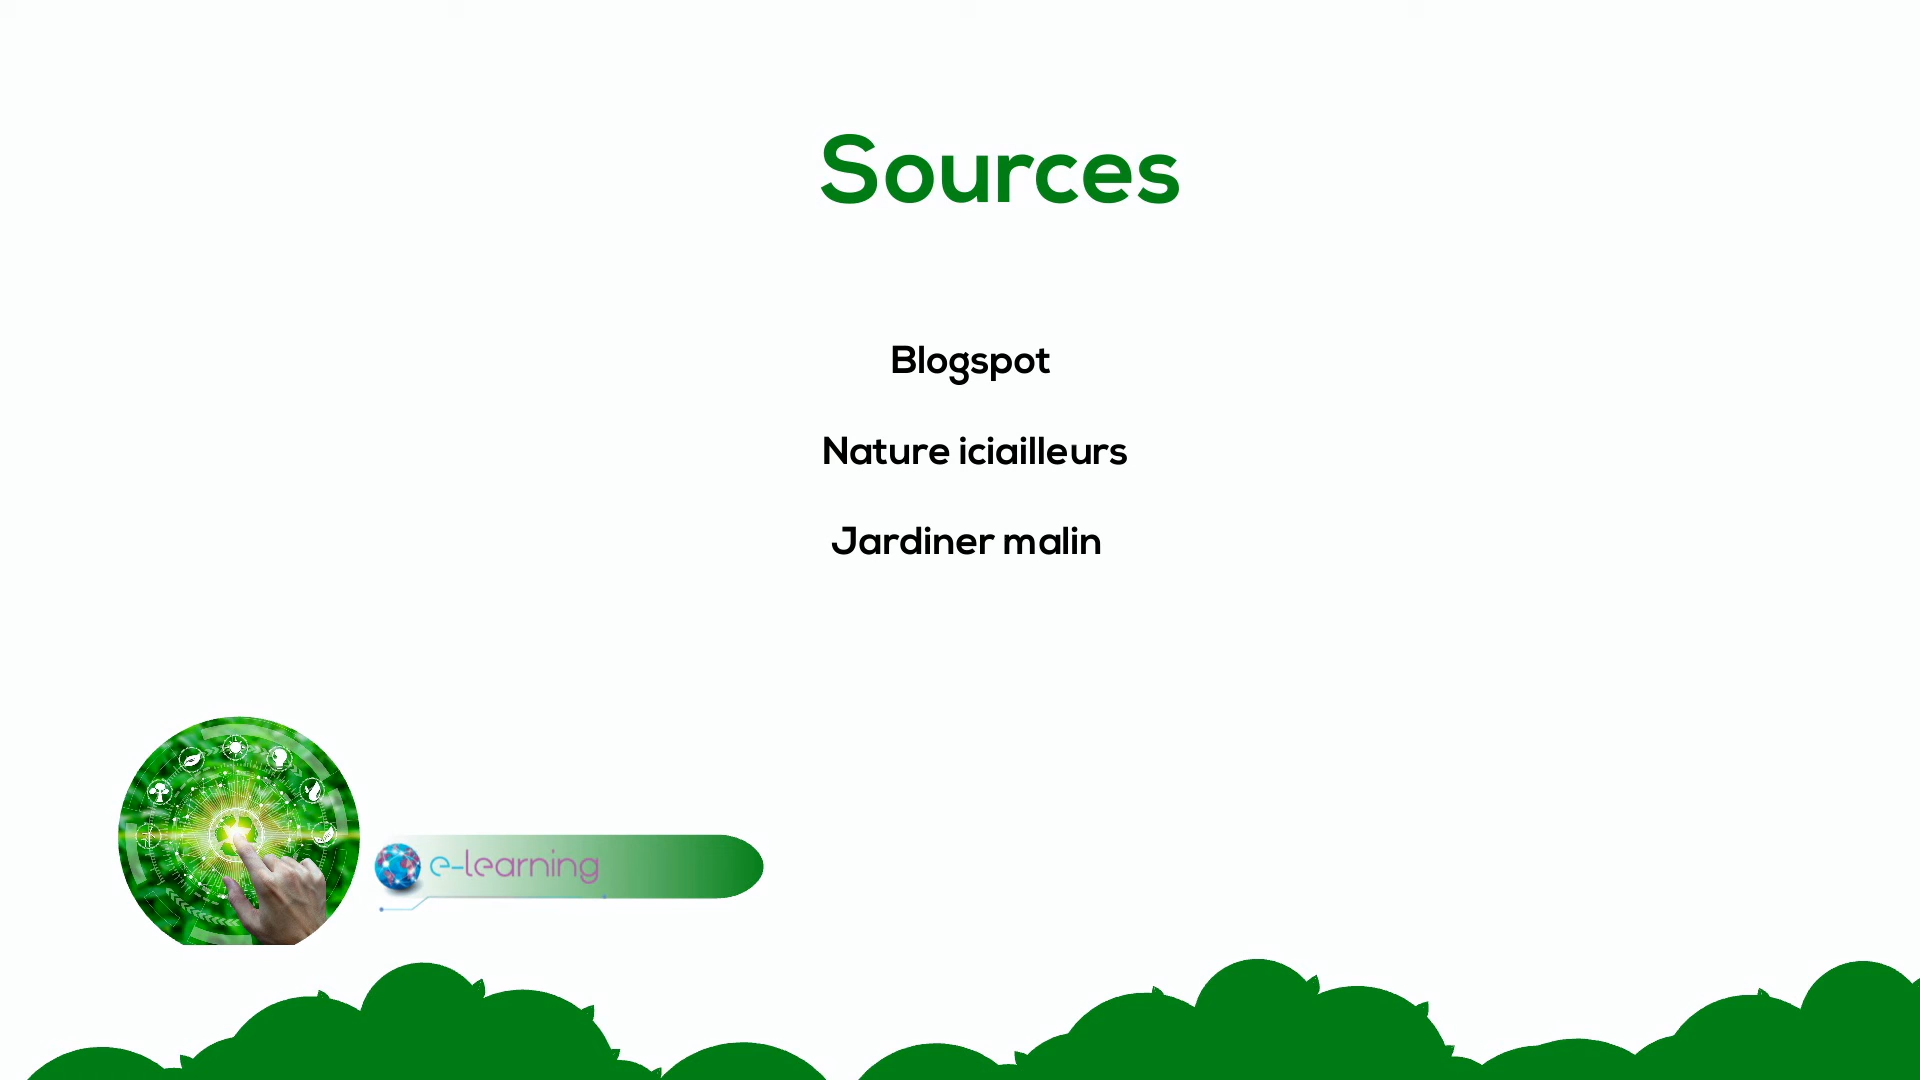 Sources
Blogspot
Nature iciailleurs
Jardiner malin
e-learning